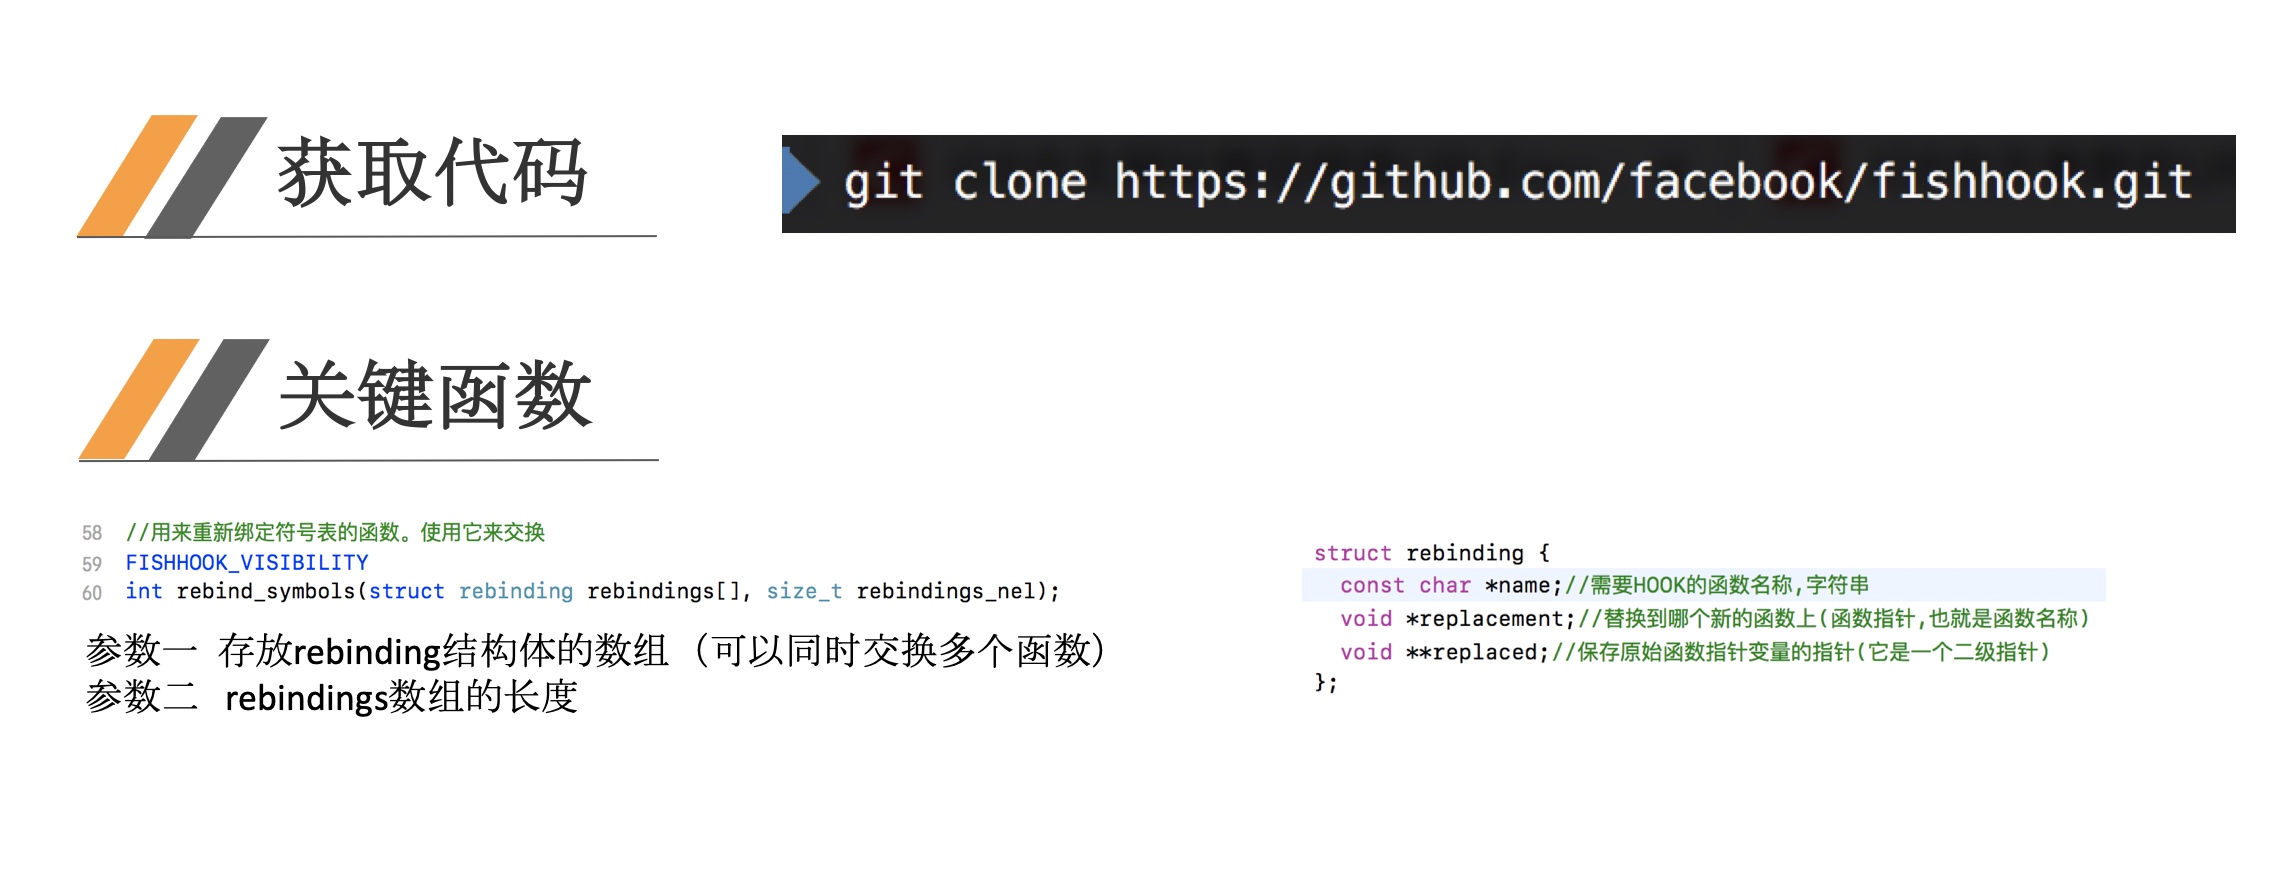 获取代码
git clone https://github.com/facebook/fishhook.git
关键函数
58 //用来重新绑定符号表的函数。使用它来交换
59 FISHHOOK_VISIBILITY
60 int rebind_symbols(struct rebinding rebindings[], size_t rebindings_nel);
参数一 存放rebinding结构体的数组（可以同时交换多个函数）
参数二 rebindings数组的长度
struct rebinding {
const char *name;//需要HOOK的函数名称,字符串
void *replacement;//替换到哪个新的函数上(函数指针,也就是函数名称)
void **replaced;//保存原始函数指针变量的指针(它是一个二级指针)
};